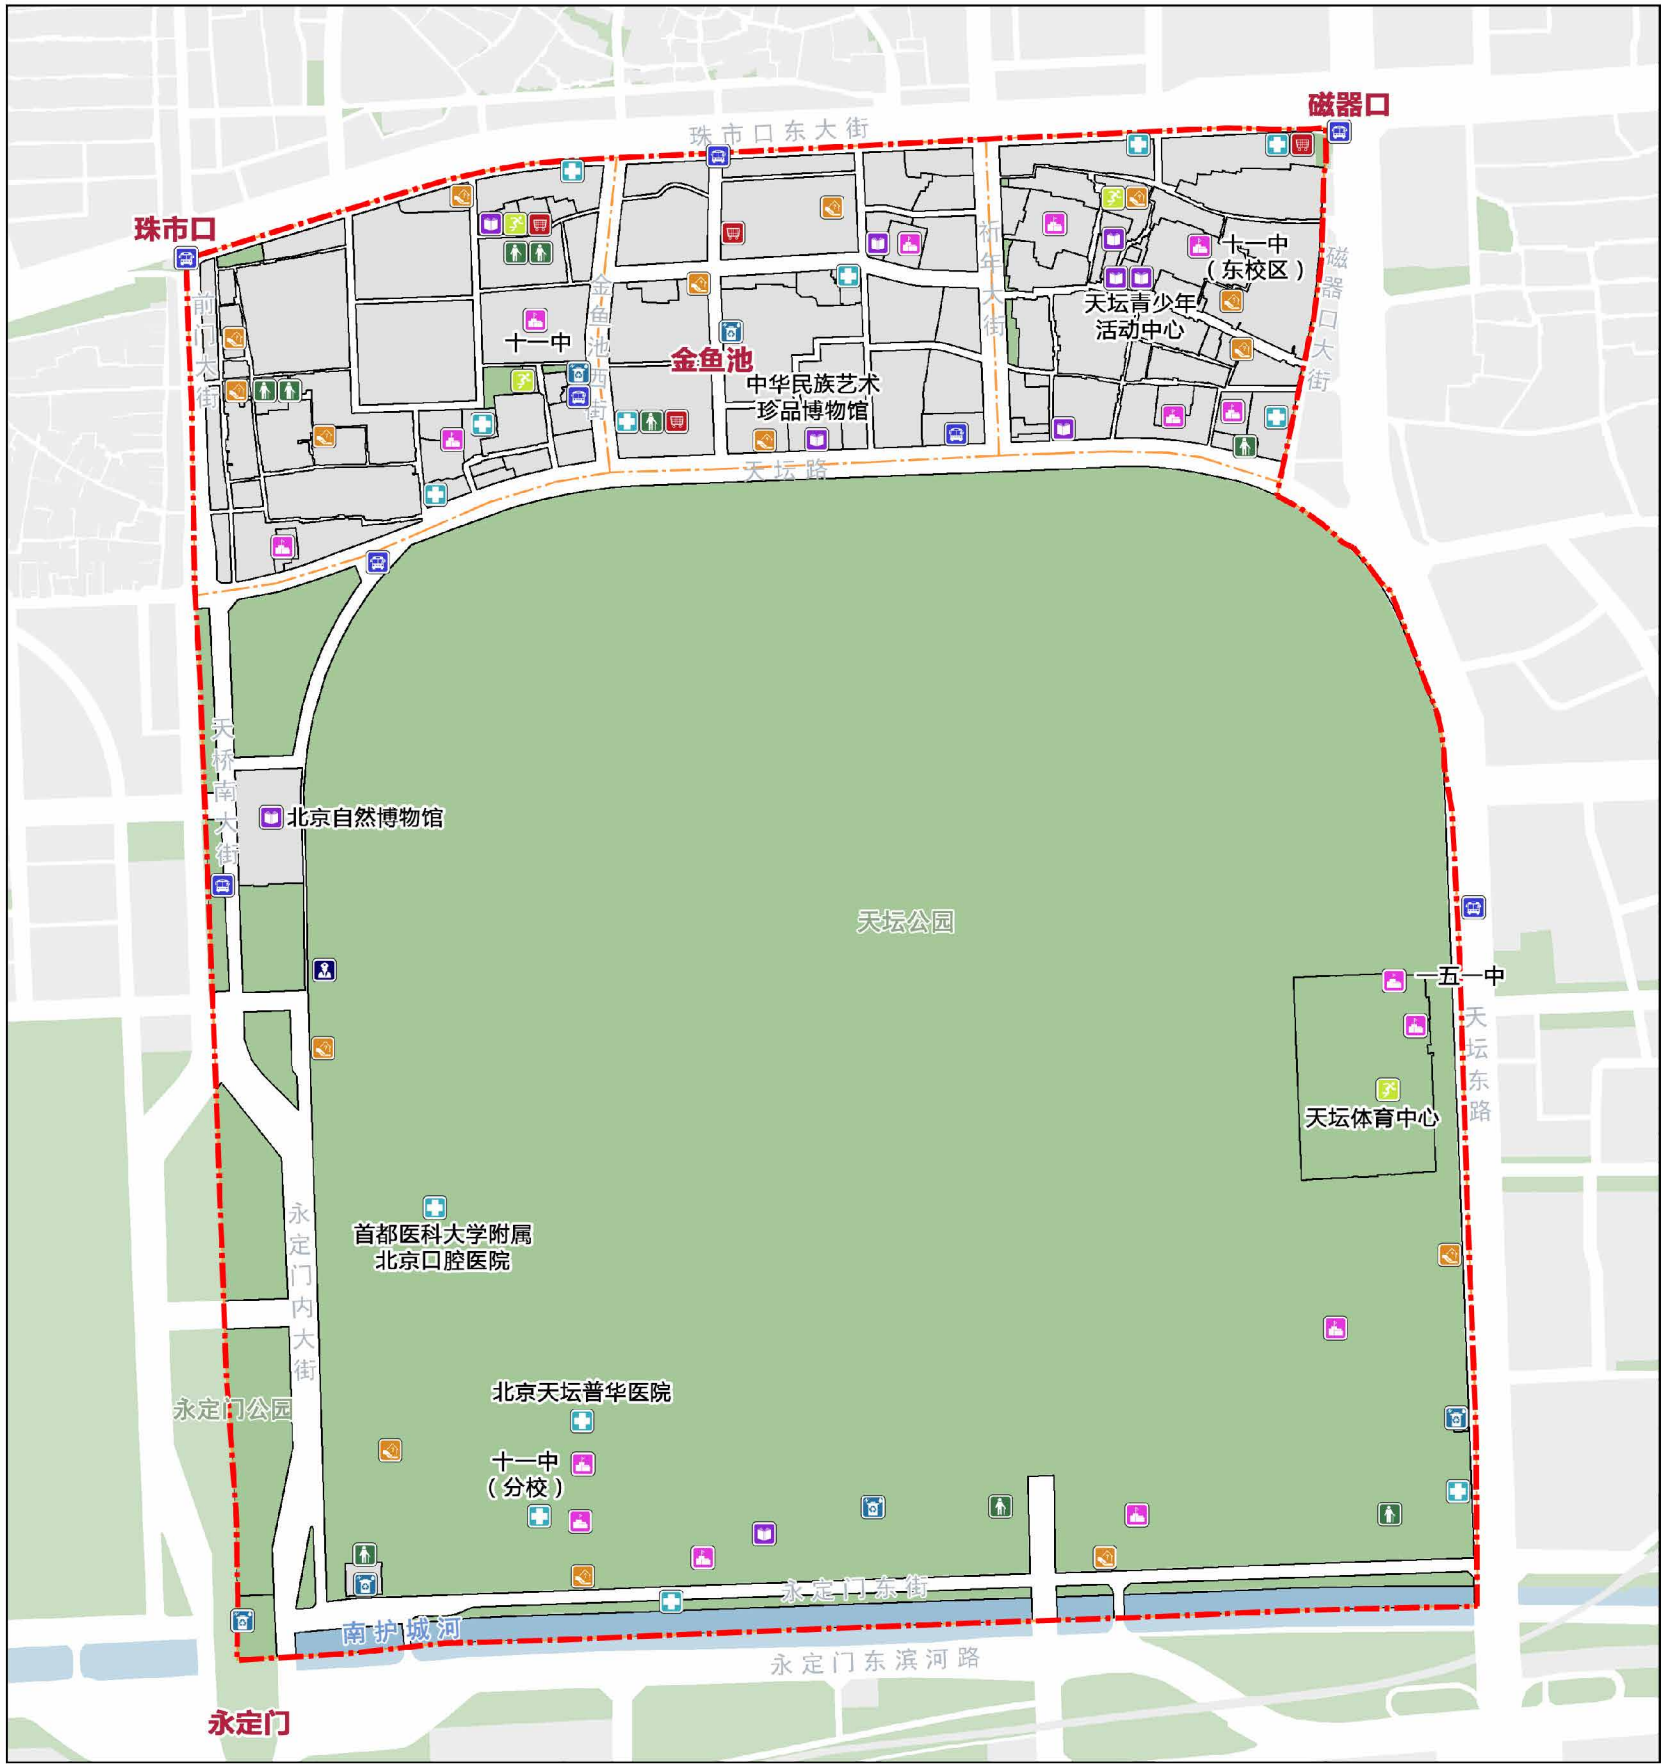 磁器口
珠市口东大街
珠市口
十一中
（东校区）
祈年大街
磁器口大街
金鱼池西街
前门大街
天坛青少年
活动中心
十一中
金鱼池
中华民族艺术
珍品博物馆
天坛路
天桥南大街
北京自然博物馆
天坛公园
一五一中
天坛东路
天坛体育中心
永定门内大街
首都医科大学附属
北京口腔医院
北京天坛普华医院
永定门公园
十一中
（分校）
永定门东街
南护城河
永定门东滨河路
永定门